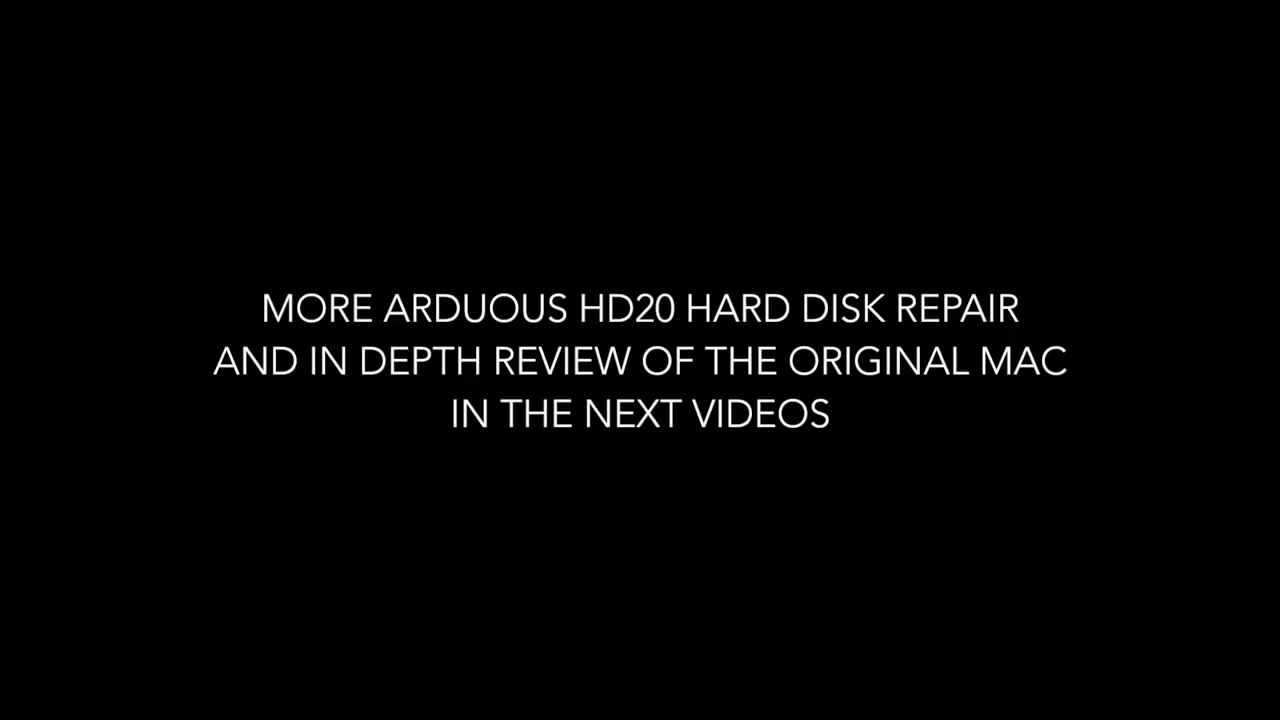 MORE ARDUOUS HD20 HARD DISK REPAIR
AND IN DEPTH REVIEW OF THE ORIGINAL MAC
IN THE NEXT VIDEOS